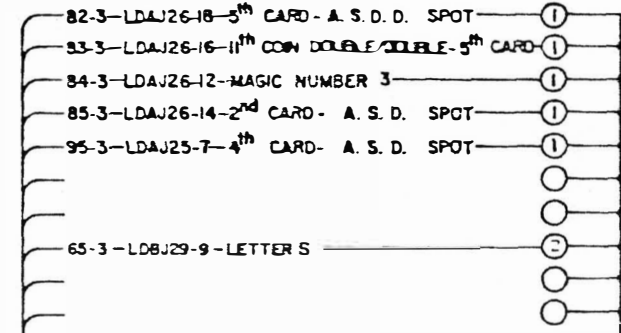 82-3-LDAJ26-18-5th CARD- A. S. D. D. SPOT 1
83-3-LDAJ26-16-11th COIN DOUBLE/DOUBLE-5th CARD 1
84-3-LDAJ26-12-MAGIC NUMBER 3 1
85-3-LDAJ26-14-2nd CARD- A. S. D. SPOT 1
95-3-LDAJ25-7-4th CARD- A. S. D. SPOT 1
65-3-LDBJ29-9-LETTER S 2